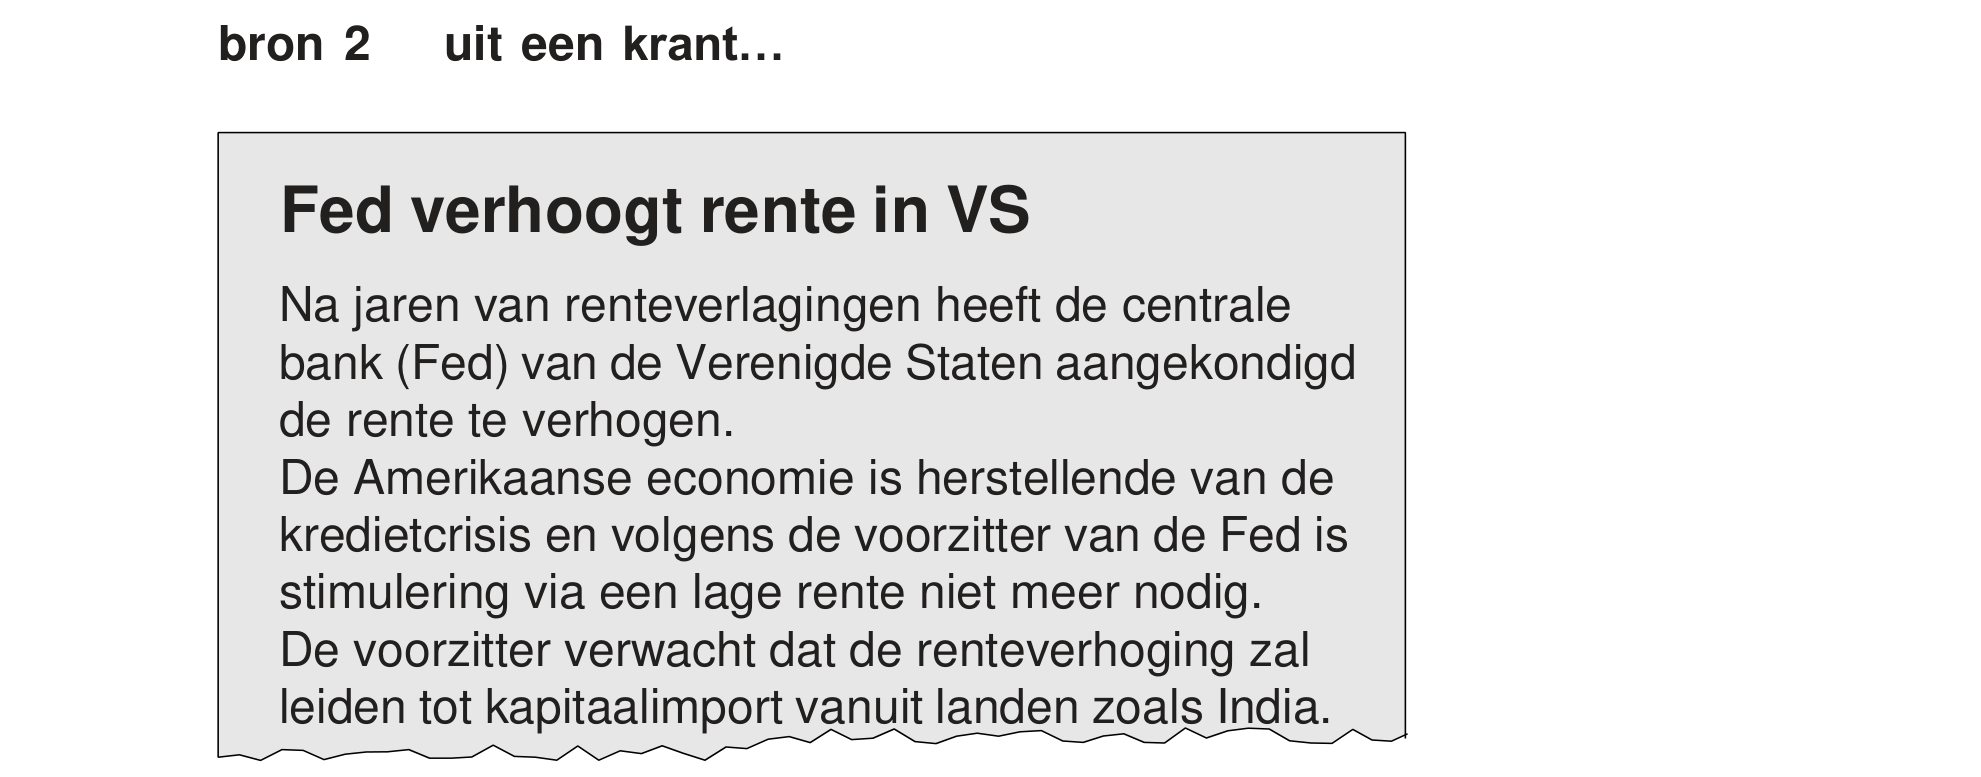 bron 2 uit een krant…
Fed verhoogt rente in VS
Na jaren van renteverlagingen heeft de centrale
bank (Fed) van de Verenigde Staten aangekondigd
de rente te verhogen.
De Amerikaanse economie is herstellende van de
kredietcrisis en volgens de voorzitter van de Fed is
stimulering via een lage rente niet meer nodig.
De voorzitter verwacht dat de renteverhoging zal
leiden tot kapitaalimport vanuit landen zoals India.